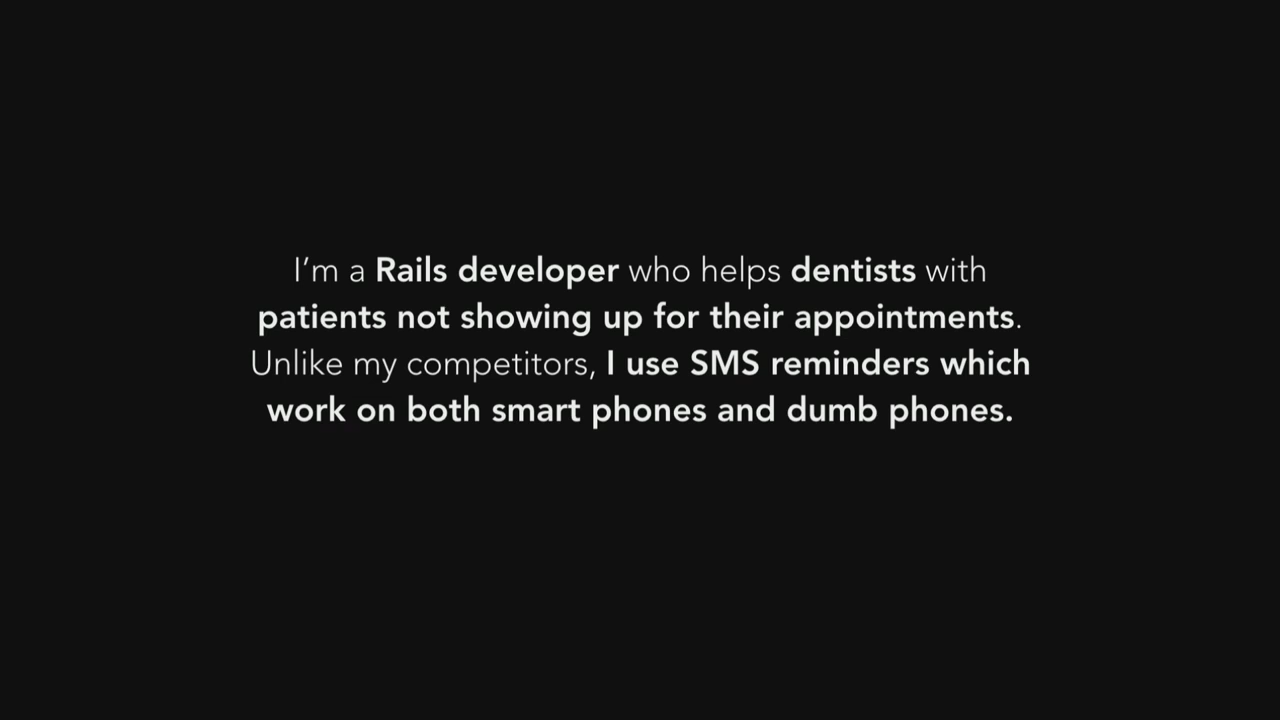 I’m a Rails developer who helps dentists with
patients not showing up for their appointments.
Unlike my competitors, I use SMS reminders which
work on both smart phones and dumb phones.